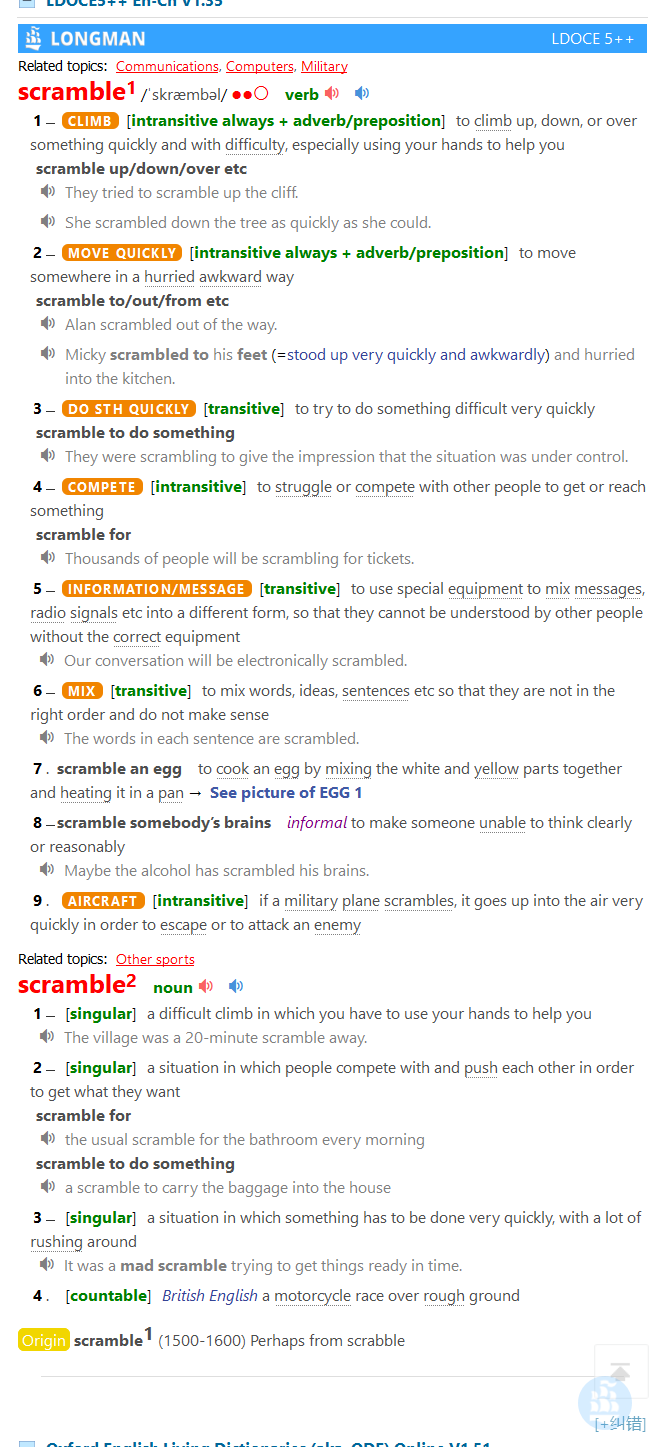 LDOCE5++ En-Ch V1.35
LONGMAN LDOCE 5++
Related topics: Communications, Computers, Military
scramble1 /ˈskræmbəl/ ●●○ verb
1 – CLIMB [intransitive always + adverb/preposition] to climb up, down, or over
something quickly and with difficulty, especially using your hands to help you
scramble up/down/over etc
They tried to scramble up the cliff.
She scrambled down the tree as quickly as she could.
2 – MOVE QUICKLY [intransitive always + adverb/preposition] to move
somewhere in a hurried awkward way
scramble to/out/from etc
Alan scrambled out of the way.
Micky scrambled to his feet (=stood up very quickly and awkwardly) and hurried
into the kitchen.
3 – DO STH QUICKLY [transitive] to try to do something difficult very quickly
scramble to do something
They were scrambling to give the impression that the situation was under control.
4 – COMPETE [intransitive] to struggle or compete with other people to get or reach
something
scramble for
Thousands of people will be scrambling for tickets.
5 – INFORMATION/MESSAGE [transitive] to use special equipment to mix messages,
radio signals etc into a different form, so that they cannot be understood by other people
without the correct equipment
Our conversation will be electronically scrambled.
6 – MIX [transitive] to mix words, ideas, sentences etc so that they are not in the
right order and do not make sense
The words in each sentence are scrambled.
7 . scramble an egg to cook an egg by mixing the white and yellow parts together
and heating it in a pan → See picture of EGG 1
8 –scramble somebody’s brains informal to make someone unable to think clearly
or reasonably
Maybe the alcohol has scrambled his brains.
9 . AIRCRAFT [intransitive] if a military plane scrambles, it goes up into the air very
quickly in order to escape or to attack an enemy
Related topics: Other sports
scramble2 noun
1 – [singular] a difficult climb in which you have to use your hands to help you
The village was a 20-minute scramble away.
2 – [singular] a situation in which people compete with and push each other in order
to get what they want
scramble for
the usual scramble for the bathroom every morning
scramble to do something
a scramble to carry the baggage into the house
3 – [singular] a situation in which something has to be done very quickly, with a lot of
rushing around
It was a mad scramble trying to get things ready in time.
4 . [countable] British English a motorcycle race over rough ground
Origin scramble1 (1500-1600) Perhaps from scrabble
[+纠错]
Oxford English Living Dictionaries (aka. ODE) Online V1.51